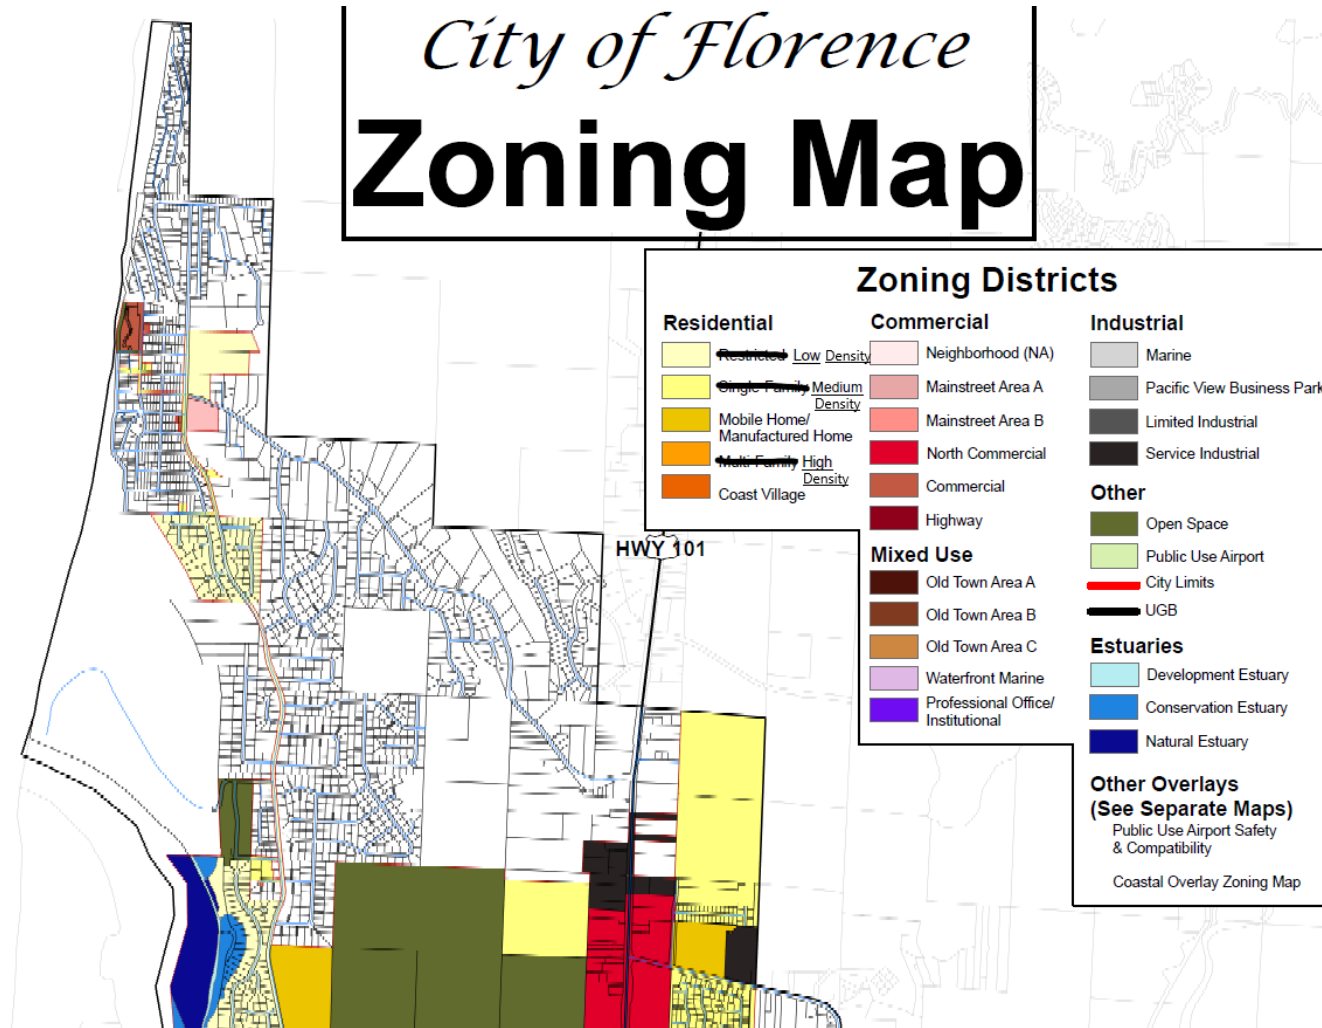 City of Florence
Zoning Map
Zoning Districts
Residential
Restricted Low Density
Single Family Medium
Density
Mobile Home/
Manufactured Home
Multi-Family High
Density
Coast Village
Commercial
Neighborhood (NA)
Mainstreet Area A
Mainstreet Area B
North Commercial
Commercial
Highway
Mixed Use
Old Town Area A
Old Town Area B
Old Town Area C
Waterfront Marine
Professional Office/
Institutional
Industrial
Marine
Pacific View Business Park
Limited Industrial
Service Industrial
Other
Open Space
Public Use Airport
City Limits
UGB
Estuaries
Development Estuary
Conservation Estuary
Natural Estuary
Other Overlays
(See Separate Maps)
Public Use Airport Safety
& Compatibility
Coastal Overlay Zoning Map
HWY 101